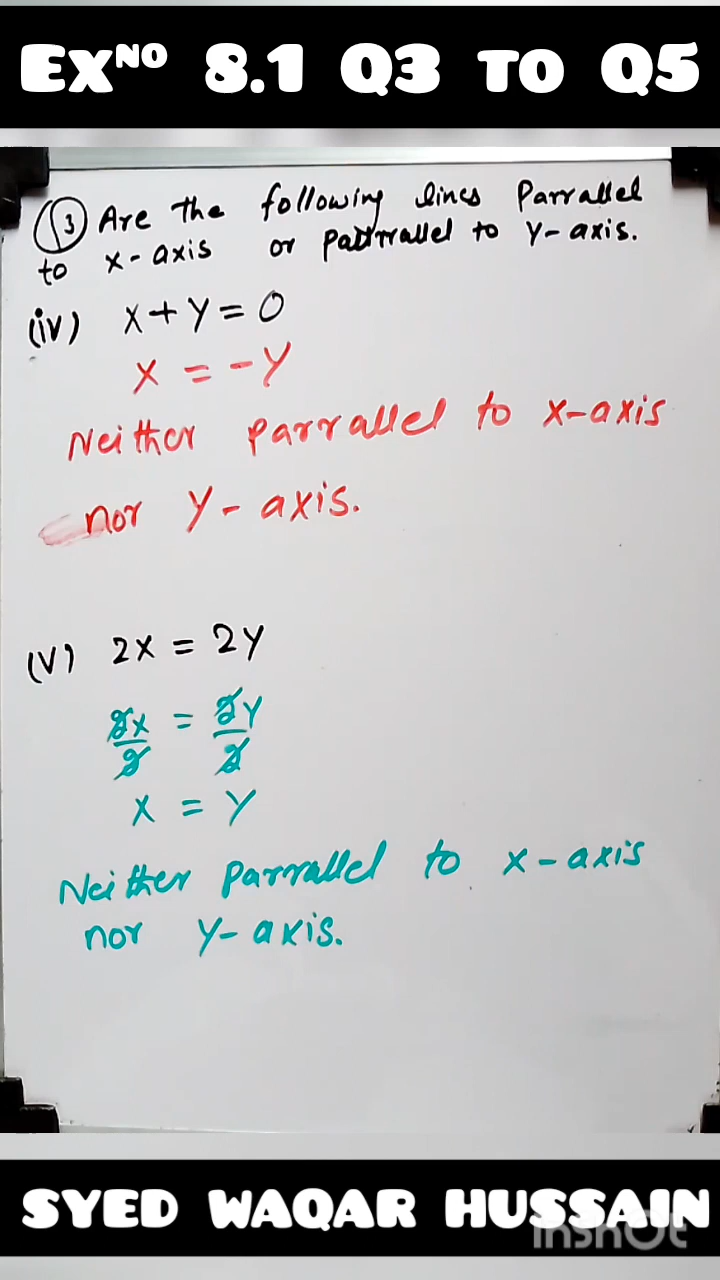 EXNO 8.1 Q3 TO Q5
3 Are the following lines Parrallel
to x-axis or parrallel to y-axis.
(iv) x+y=0
x = -y
Neither parrallel to x-axis
nor y-axis.
(v) 2x = 2y
2x/2 = 2y/2
x = y
Neither parrallel to x-axis
nor y-axis.
SYED WAQAR HUSSAIN
InShOt